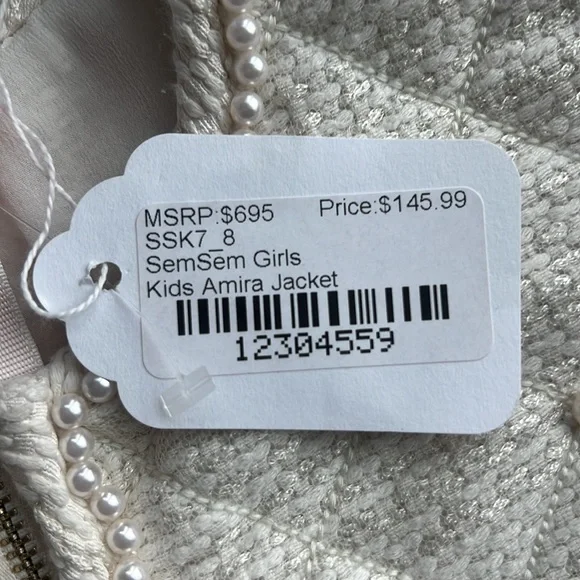 MSRP:$695 Price:$145.99
SSK7_8
SemSem Girls
Kids Amira Jacket
12304559